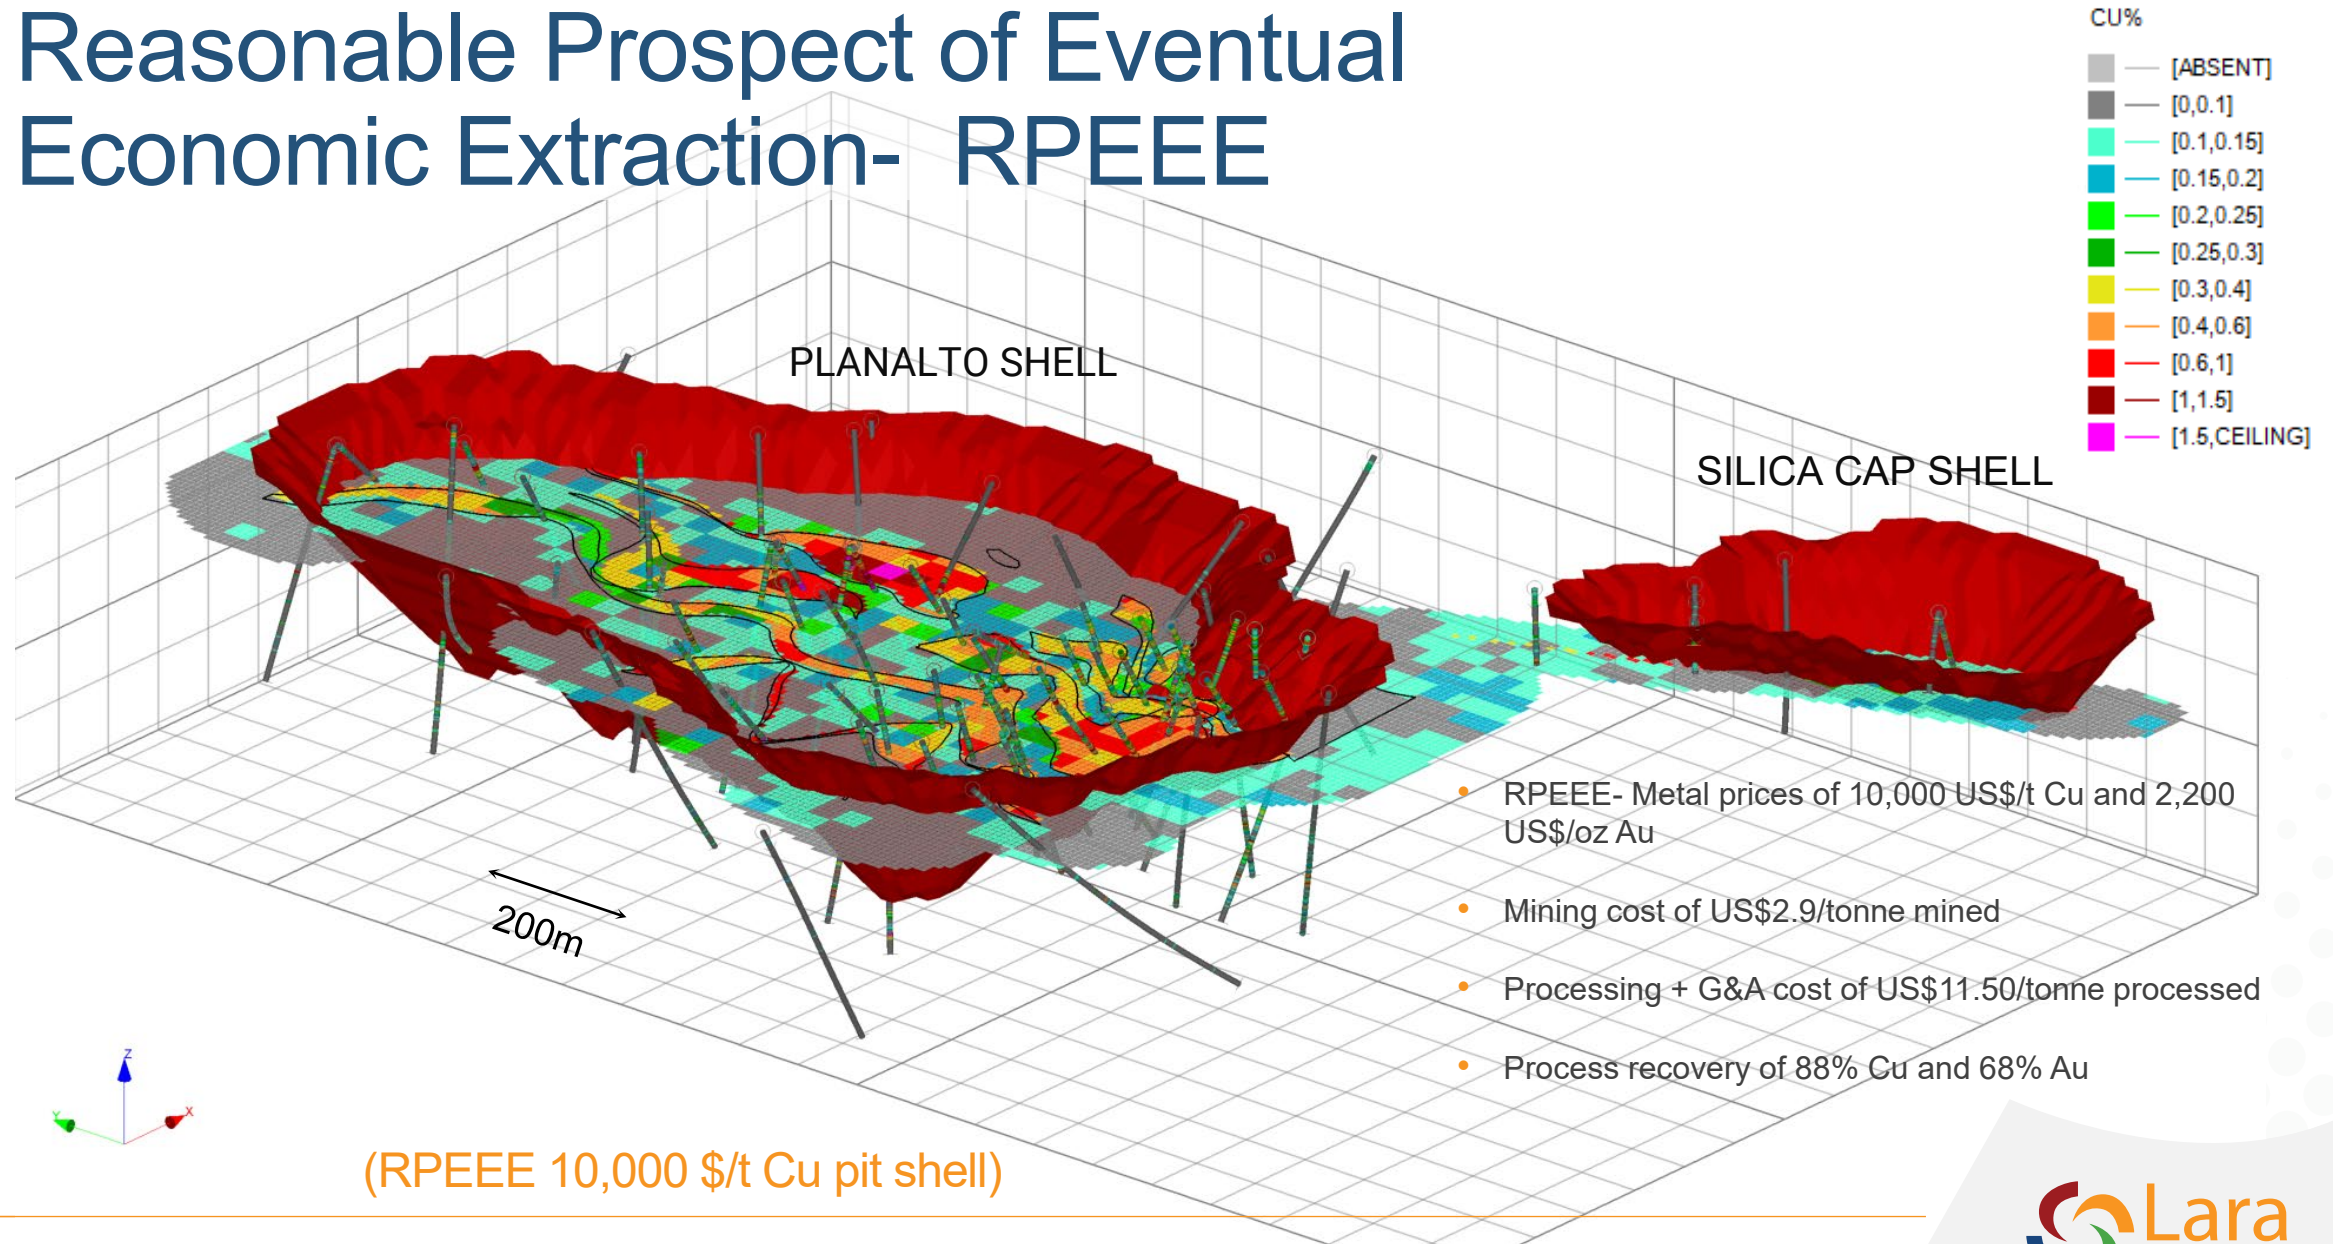 Reasonable Prospect of Eventual
Economic Extraction- RPEEE
CU%
[ABSENT]
[0,0.1]
[0.1,0.15]
[0.15,0.2]
[0.2,0.25]
[0.25,0.3]
[0.3,0.4]
[0.4,0.6]
[0.6,1]
[1,1.5]
[1.5,CEILING]
PLANALTO SHELL
SILICA CAP SHELL
• RPEEE- Metal prices of 10,000 US$/t Cu and 2,200
US$/oz Au
• Mining cost of US$2.9/tonne mined
• Processing + G&A cost of US$11.50/tonne processed
• Process recovery of 88% Cu and 68% Au
200m
Z
Y
X
(RPEEE 10,000 $/t Cu pit shell)
Lara